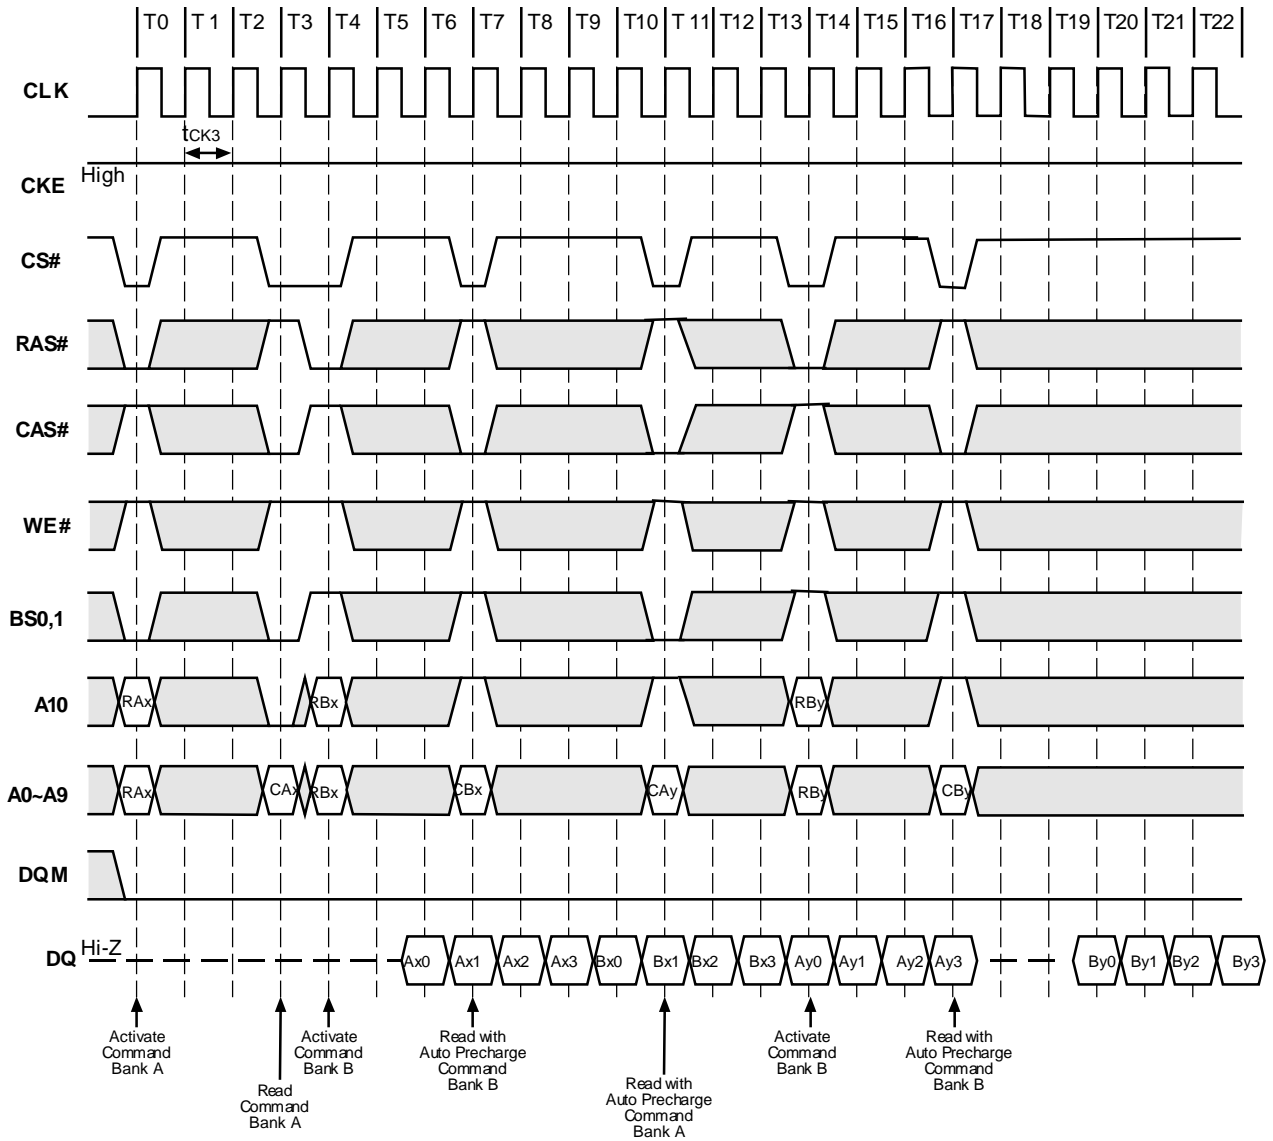 T0 T 1 T2 T3 T4 T5 T6 T7 T8 T9 T10 T 11 T12 T13 T14 T15 T16 T17 T18 T19 T20 T21 T22
CLK
tCK3
High
CKE
CS#
RAS#
CAS#
WE#
BS0,1
A10 RAx RBx RBy
A0~A9 RAx CAx RBx CBx CAy RBy CBy
DQM
Hi-Z
DQ Ax0 Ax1 Ax2 Ax3 Bx0 Bx1 Bx2 Bx3 Ay0 Ay1 Ay2 Ay3 By0 By1 By2 By3
Activate
Command
Bank A
Read
Command
Bank A
Activate
Command
Bank B
Read with
Auto Precharge
Command
Bank B
Read with
Auto Precharge
Command
Bank A
Activate
Command
Bank B
Read with
Auto Precharge
Command
Bank B